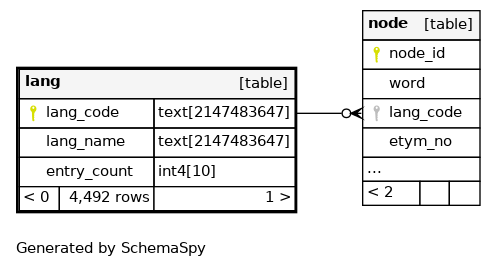 node [table]
node_id
word
lang_code
etym_no
...
< 2
lang [table]
lang_code text[2147483647]
lang_name text[2147483647]
entry_count int4[10]
< 0 4,492 rows 1 >
Generated by SchemaSpy